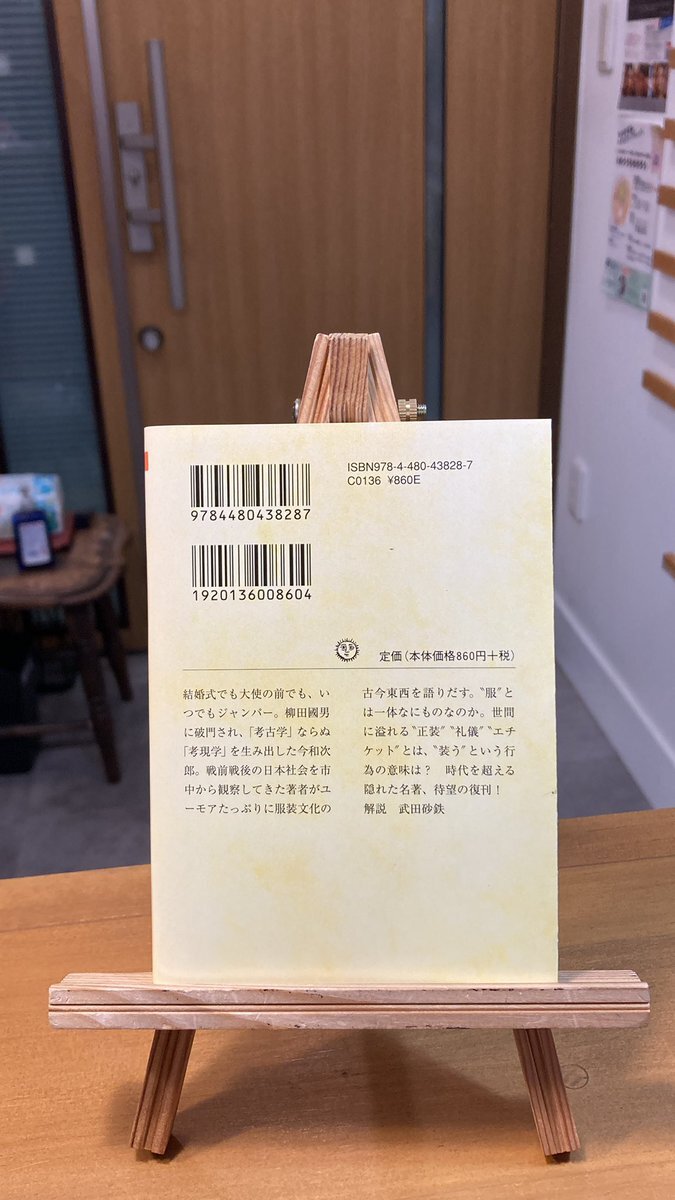 ISBN978-4-480-43828-7
C0136 ¥860E
9784480438287
1920136008604
定価(本体価格860円+税)
結婚式でも大使の前でも、い
つでもジャンパー。柳田國男
に破門され、「考古学」ならぬ
「考現学」を生み出した今和次
郎。戦前戦後の日本社会を市
中から観察してきた著者がユ
ーモアたっぷりに服装文化の
古今東西を語りだす。〝服〟と
は一体なにものなのか。世間
に溢れる〝正装〟〝礼儀〟〝エチ
ケット〟とは、〝装う〟という行
為の意味は? 時代を超える
隠れた名著、待望の復刊!
解説 武田砂鉄